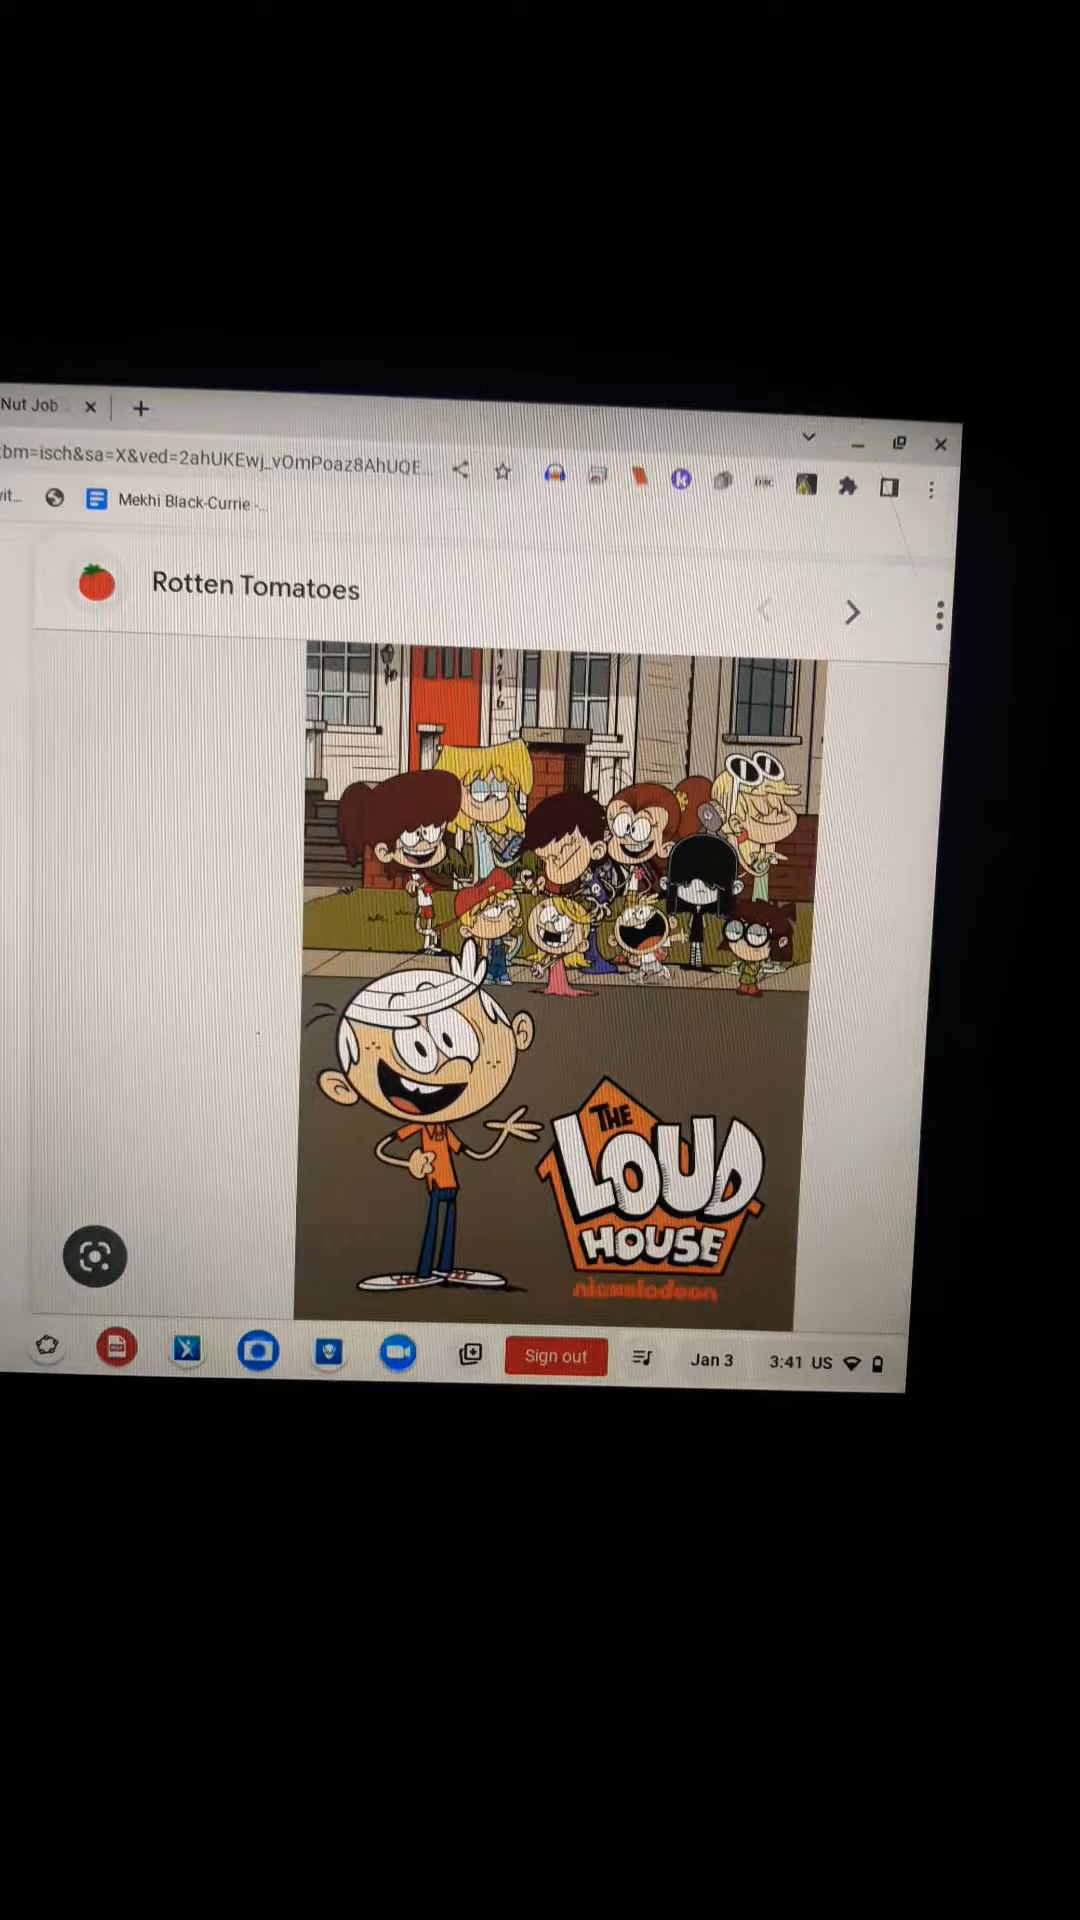 Nut Job
bm=isch&sa=X&ved=2ahUKEwj_vOmPoaz8AhUQE...
Mekhi Black-Currie -...
Rotten Tomatoes
1216
THE
LOUD
HOUSE
nickelodeon
Sign out
Jan 3
3:41 US